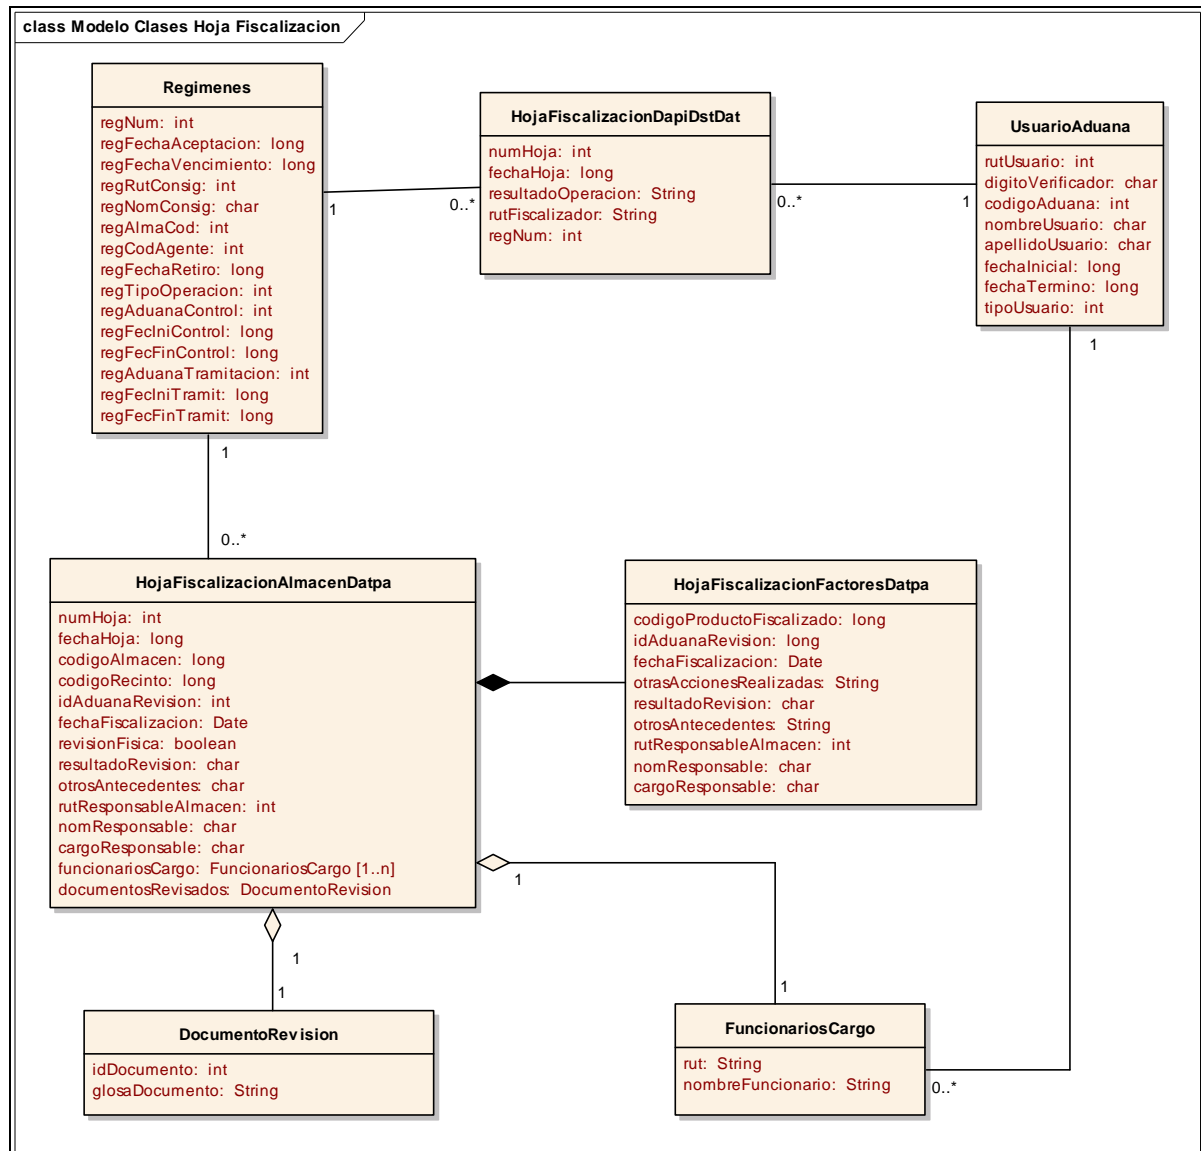 class Modelo Clases Hoja Fiscalizacion
Regimenes
regNum: int
regFechaAceptacion: long
regFechaVencimiento: long
regRutConsig: int
regNomConsig: char
regAlmaCod: int
regCodAgente: int
regFechaRetiro: long
regTipoOperacion: int
regAduanaControl: int
regFecIniControl: long
regFecFinControl: long
regAduanaTramitacion: int
regFecIniTramit: long
regFecFinTramit: long
1
0..*
HojaFiscalizacionDapiDstDat
numHoja: int
fechaHoja: long
resultadoOperacion: String
rutFiscalizador: String
regNum: int
0..*
1
UsuarioAduana
rutUsuario: int
digitoVerificador: char
codigoAduana: int
nombreUsuario: char
apellidoUsuario: char
fechaInicial: long
fechaTermino: long
tipoUsuario: int
1
1
0..*
HojaFiscalizacionAlmacenDatpa
numHoja: int
fechaHoja: long
codigoAlmacen: long
codigoRecinto: long
idAduanaRevision: int
fechaFiscalizacion: Date
revisionFisica: boolean
resultadoRevision: char
otrosAntecedentes: char
rutResponsableAlmacen: int
nomResponsable: char
cargoResponsable: char
funcionariosCargo: FuncionariosCargo [1..n]
documentosRevisados: DocumentoRevision
HojaFiscalizacionFactoresDatpa
codigoProductoFiscalizado: long
idAduanaRevision: long
fechaFiscalizacion: Date
otrasAccionesRealizadas: String
resultadoRevision: char
otrosAntecedentes: String
rutResponsableAlmacen: int
nomResponsable: char
cargoResponsable: char
1
1
1
1
DocumentoRevision
idDocumento: int
glosaDocumento: String
FuncionariosCargo
rut: String
nombreFuncionario: String
0..*